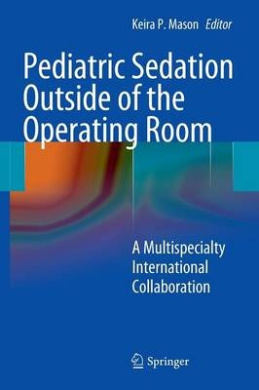 Keira P. Mason Editor
Pediatric Sedation
Outside of the
Operating Room
A Multispecialty
International
Collaboration
Springer